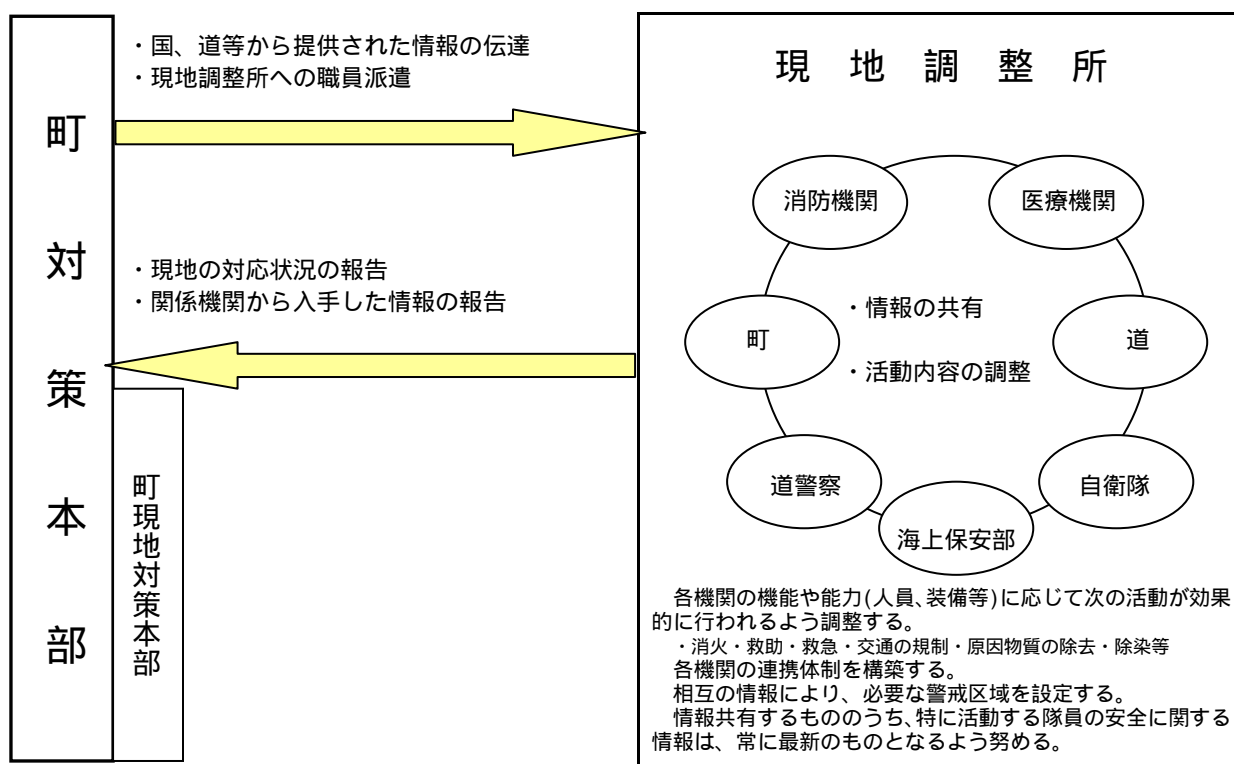 町対策本部
・国、道等から提供された情報の伝達
・現地調整所への職員派遣
・現地の対応状況の報告
・関係機関から入手した情報の報告
町現地対策本部
現地調整所
消防機関
医療機関
町
・情報の共有
道
・活動内容の調整
道警察
自衛隊
海上保安部
各機関の機能や能力(人員、装備等)に応じて次の活動が効果
的に行われるよう調整する。
・消火・救助・救急・交通の規制・原因物質の除去・除染等
各機関の連携体制を構築する。
相互の情報により、必要な警戒区域を設定する。
情報共有するもののうち、特に活動する隊員の安全に関する
情報は、常に最新のものとなるよう努める。